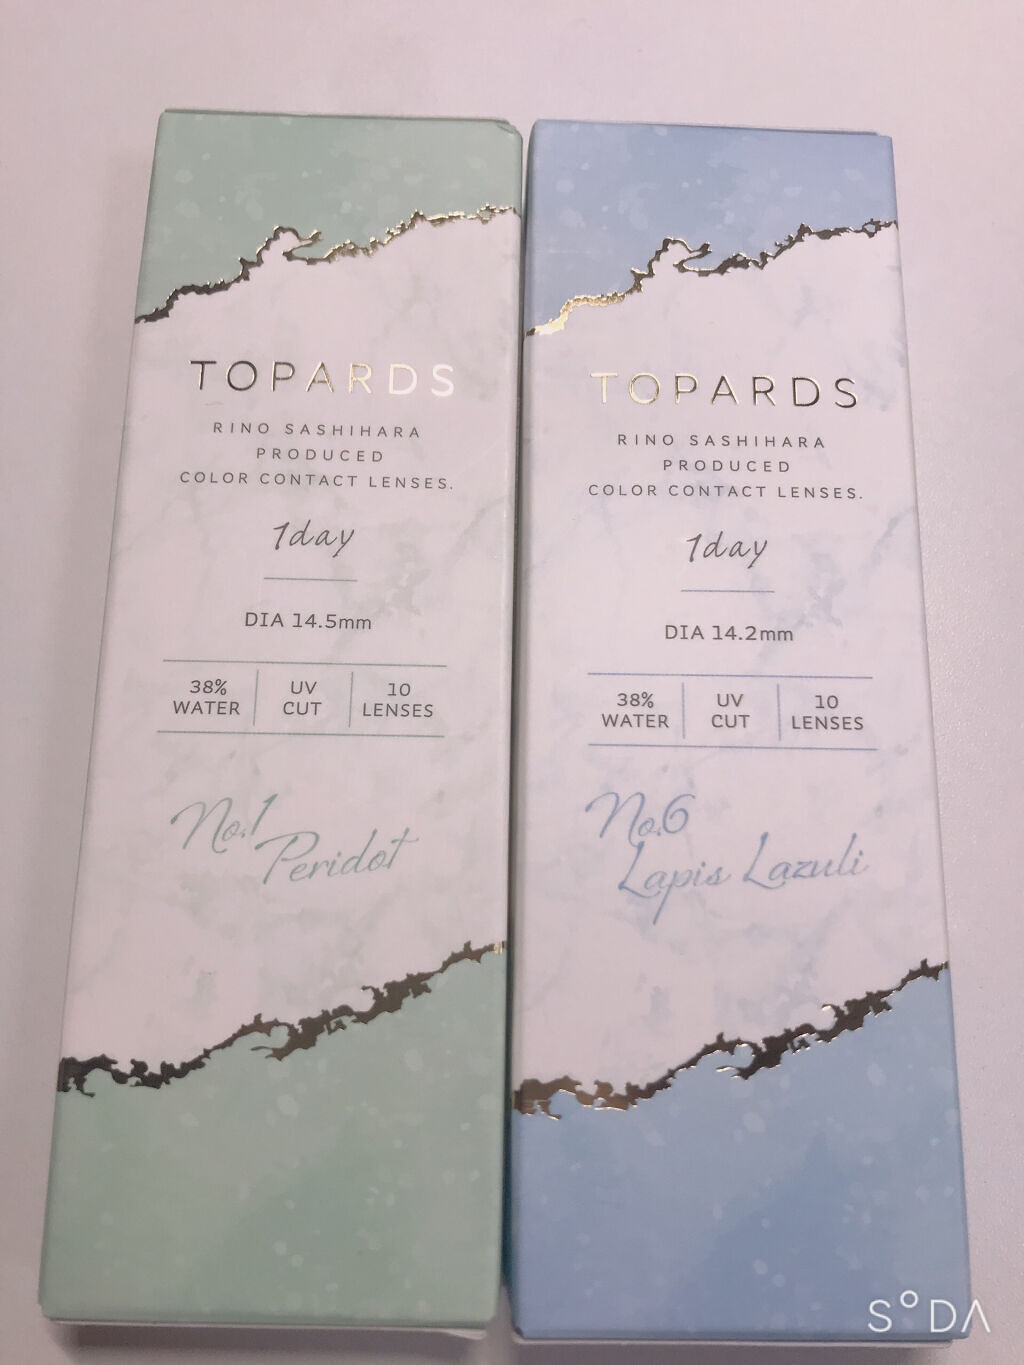 TOPARDS
RINO SASHIHARA
PRODUCED
COLOR CONTACT LENSES.
1day
DIA 14.5mm
38%
WATER
UV
CUT
10
LENSES
No.1
Peridot
TOPARDS
RINO SASHIHARA
PRODUCED
COLOR CONTACT LENSES.
1day
DIA 14.2mm
38%
WATER
UV
CUT
10
LENSES
No.6
Lapis Lazuli
SODA